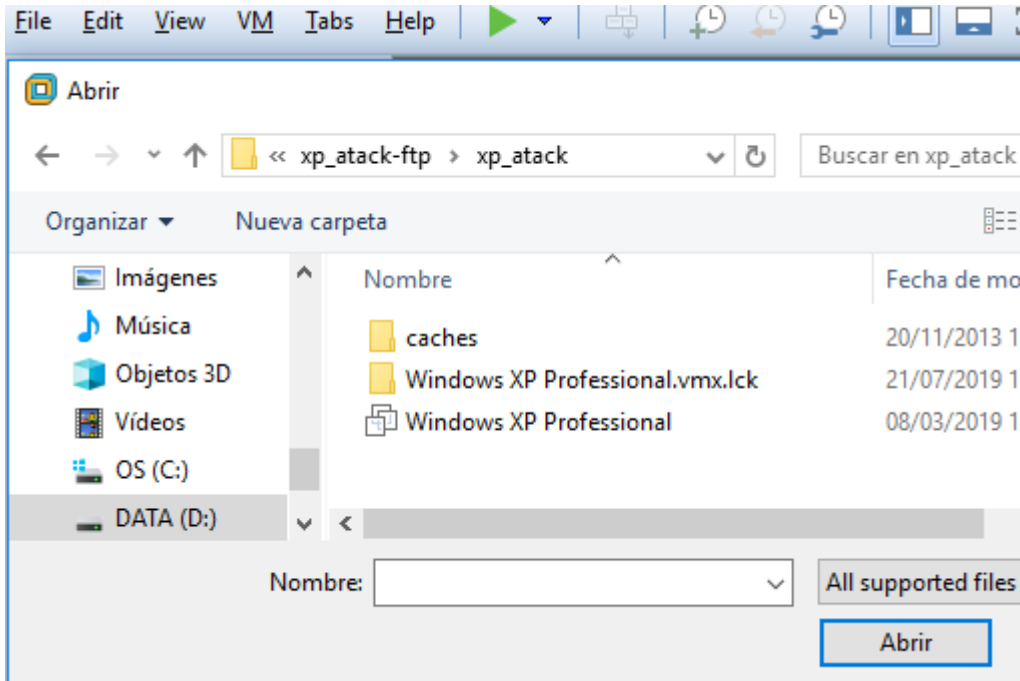 File Edit View VM Tabs Help
Abrir
« xp_atack-ftp > xp_atack
Buscar en xp_atack
Organizar Nueva carpeta
Imágenes
Música
Objetos 3D
Vídeos
OS (C:)
DATA (D:)
Nombre Fecha de mo
caches 20/11/2013 1
Windows XP Professional.vmx.lck 21/07/2019 1
Windows XP Professional 08/03/2019 1
Nombre: All supported files
Abrir